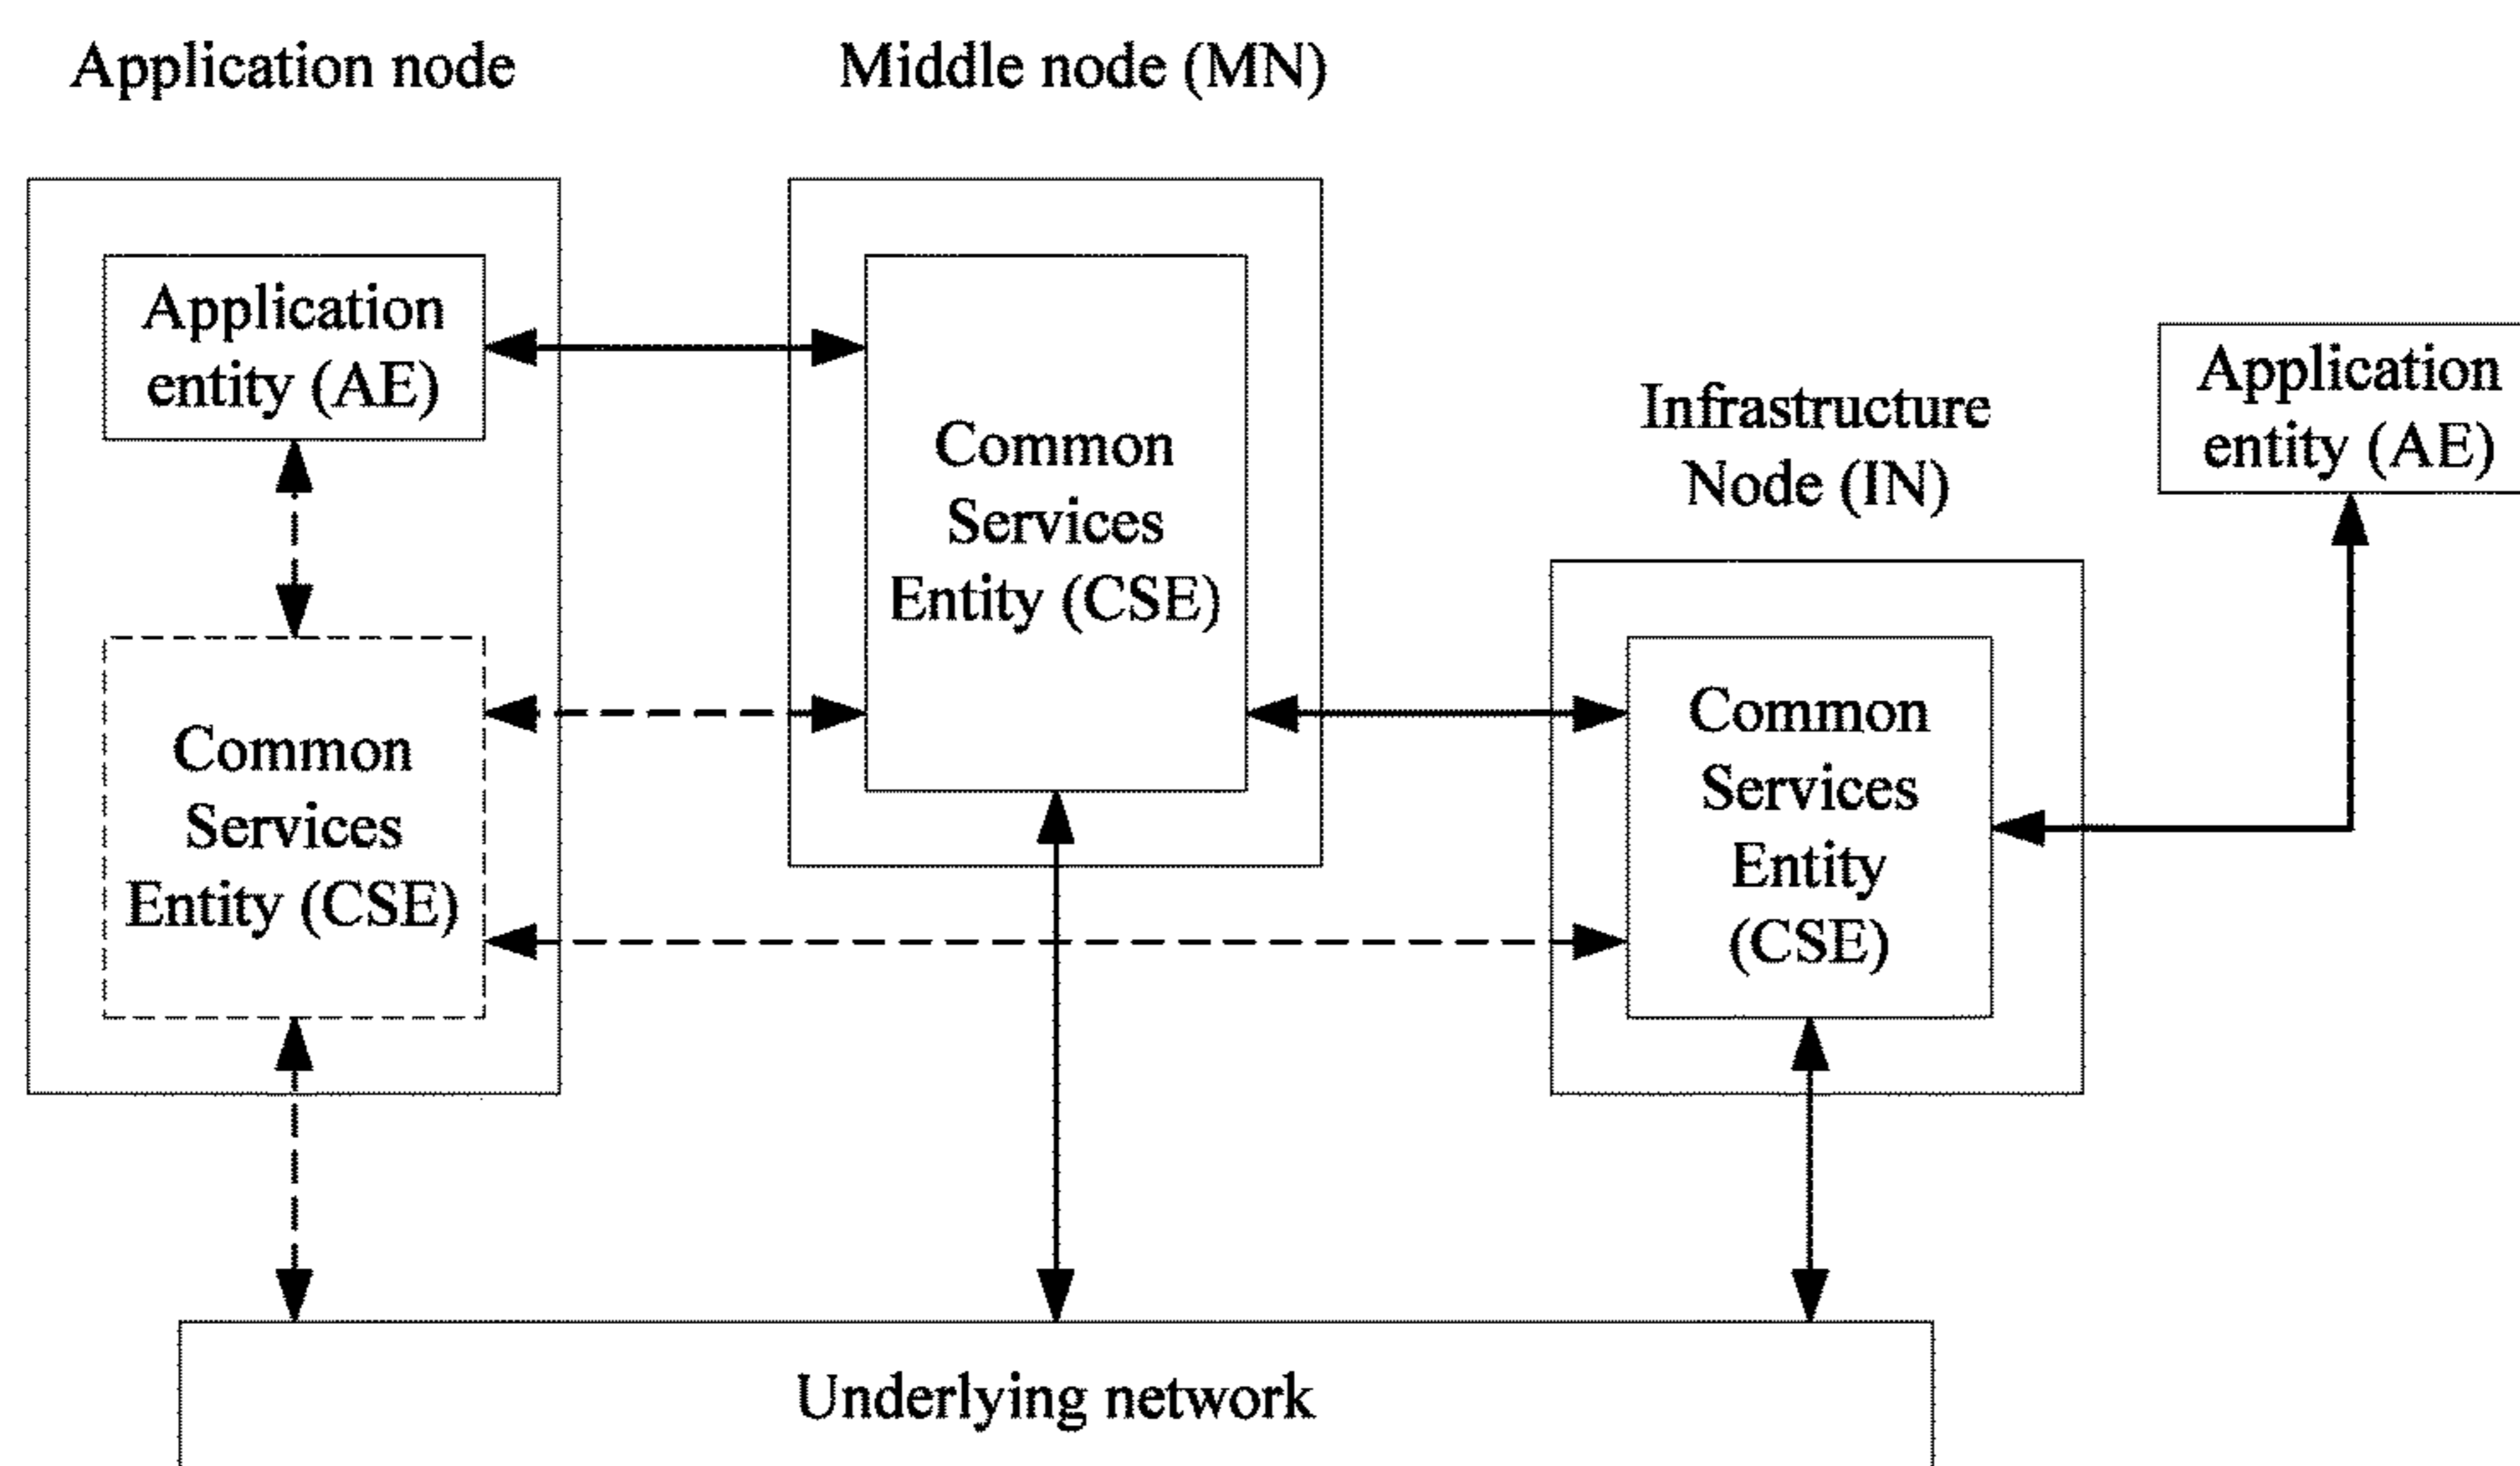 Application node
Middle node (MN)
Application
entity (AE)
Common
Services
Entity (CSE)
Common
Services
Entity (CSE)
Infrastructure
Node (IN)
Common
Services
Entity
(CSE)
Application
entity (AE)
Underlying network